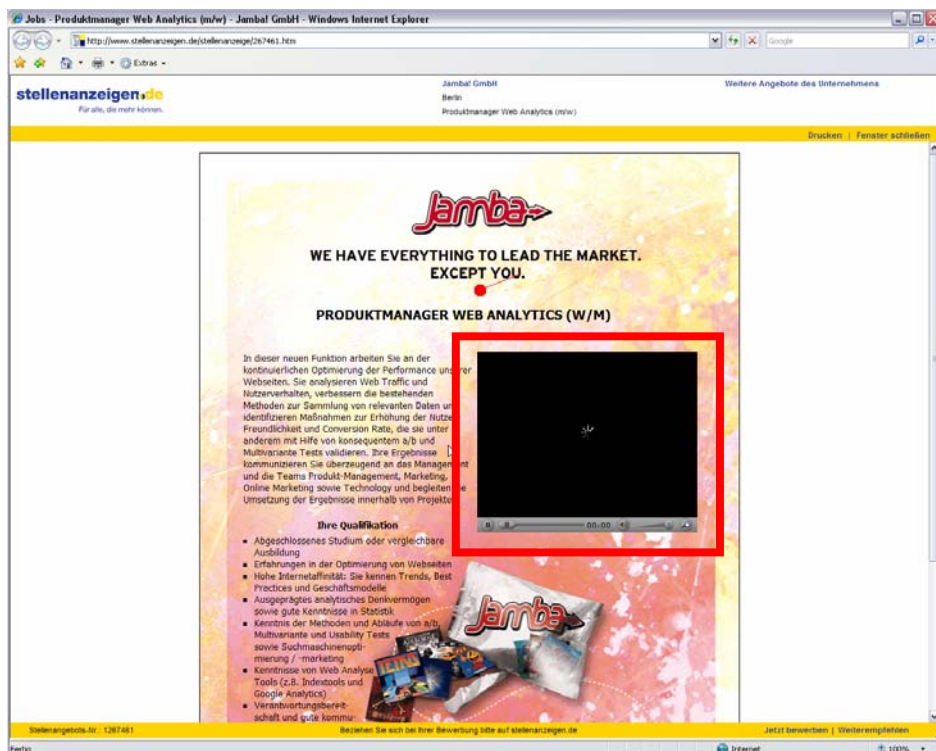 Jobs - Produktmanager Web Analytics (m/w) - Jamba! GmbH - Windows Internet Explorer
http://www.stellenanzeigen.de/stellenanzeige/267461.htm
Google
Extras
stellenanzeigen.de
Für alle, die mehr können.
Jamba! GmbH
Berlin
Produktmanager Web Analytics (m/w)
Weitere Angebote des Unternehmens
Drucken | Fenster schließen
Jamba
WE HAVE EVERYTHING TO LEAD THE MARKET.
EXCEPT YOU.
PRODUKTMANAGER WEB ANALYTICS (W/M)
In dieser neuen Funktion arbeiten Sie an der
kontinuierlichen Optimierung der Performance unserer
Webseiten. Sie analysieren Web Traffic und
Nutzerverhalten, verbessern die bestehenden
Methoden zur Sammlung von relevanten Daten
identifizieren Maßnahmen zur Erhöhung der
Freundlichkeit und Conversion Rate, die sie unter
anderem mit Hilfe von konsequentem a/b und
Multivariante Tests validieren. Ihre Ergebnisse
kommunizieren Sie überzeugend an das Management
und die Teams Produkt-Management, Marketing,
Online Marketing sowie Technology und begleiten
Umsetzung der Ergebnisse innerhalb von
00:00
Ihre Qualifikation
Abgeschlossenes Studium oder vergleichbare
Ausbildung
Erfahrungen in der Optimierung von Webseiten
Hohe Internetaffinität: Sie kennen Trends, Best
Practices und Geschäftsmodelle
Ausgeprägtes analytisches Denkvermögen
sowie gute Kenntnisse in Statistik
Kenntnis der Methoden und Abläufe von a/b,
Multivariante und Usability Tests
sowie Suchmaschinenopti-
mierung / -marketing
Kenntnisse von Web Analyse
Tools (z.B. Indextools und
Google Analytics)
Verantwortungsbereit-
schaft und gute kommu-
Jamba
TETRIS
Stellenangebots-Nr.: 1267461
Beziehen Sie sich bei Ihrer Bewerbung bitte auf stellenanzeigen.de
Jetzt bewerben | Weiterempfehlen
Fertig
Internet
100%